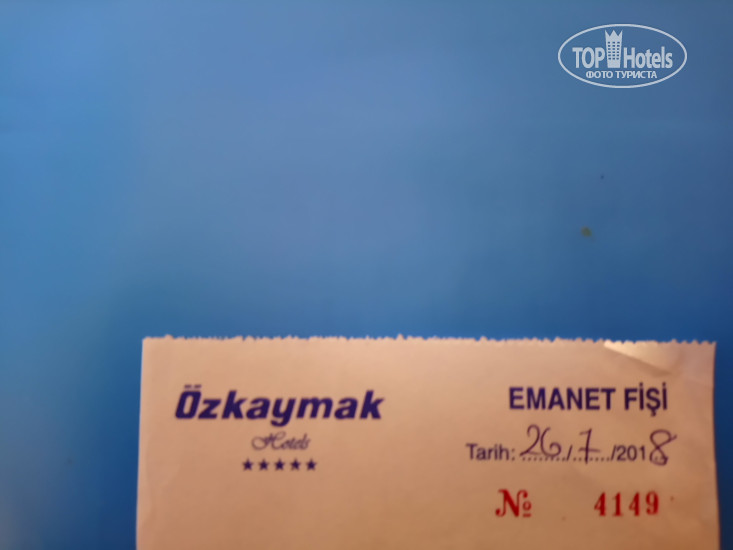 TOP Hotels
ФОТО ТУРИСТА
Özkaymak
Hotels
EMANET FİŞİ
Tarih: 26/7/2018
№ 4149